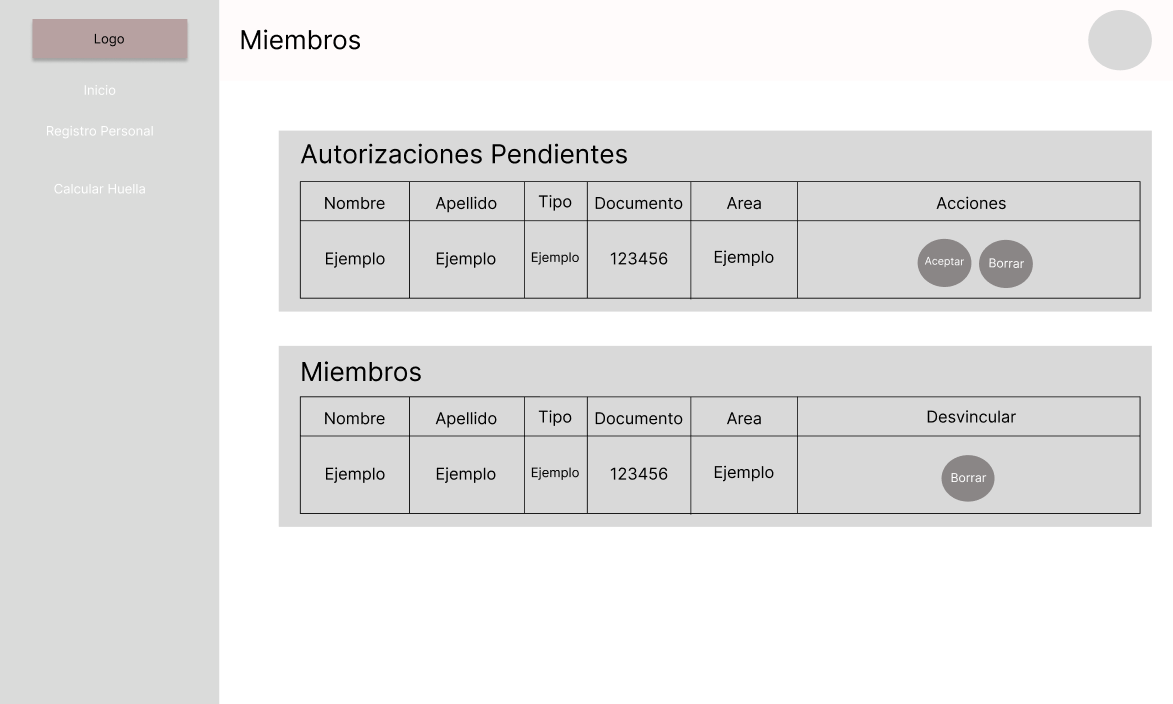 Logo
Inicio
Registro Personal
Calcular Huella
Miembros
Autorizaciones Pendientes
Nombre Apellido Tipo Documento Area Acciones
Ejemplo Ejemplo Ejemplo 123456 Ejemplo Aceptar Borrar
Miembros
Nombre Apellido Tipo Documento Area Desvincular
Ejemplo Ejemplo Ejemplo 123456 Ejemplo Borrar